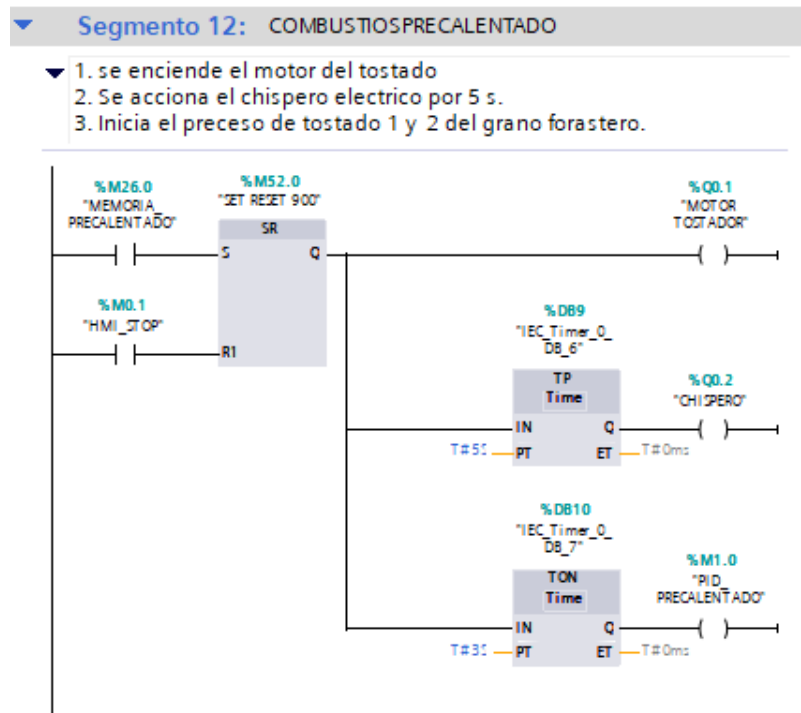 Segmento 12: COMBUSTIOSPRECALENTADO
1. se enciende el motor del tostado
2. Se acciona el chispero electrico por 5 s.
3. Inicia el preceso de tostado 1 y 2 del grano forastero.
%M26.0
"MEMORIA_
PRECALENTADO"
%M52.0
"SET RESET 900"
SR
S Q
%Q0.1
"MOTOR
TOSTADOR"
%M0.1
"HMI_STOP"
R1
%DB9
"IEC_Timer_0_
DB_6"
TP
Time
IN Q
T#5S PT ET T#0ms
%Q0.2
"CHISPERO"
%DB10
"IEC_Timer_0_
DB_7"
TON
Time
IN Q
T#3S PT ET T#0ms
%M1.0
"PID_
PRECALENTADO"